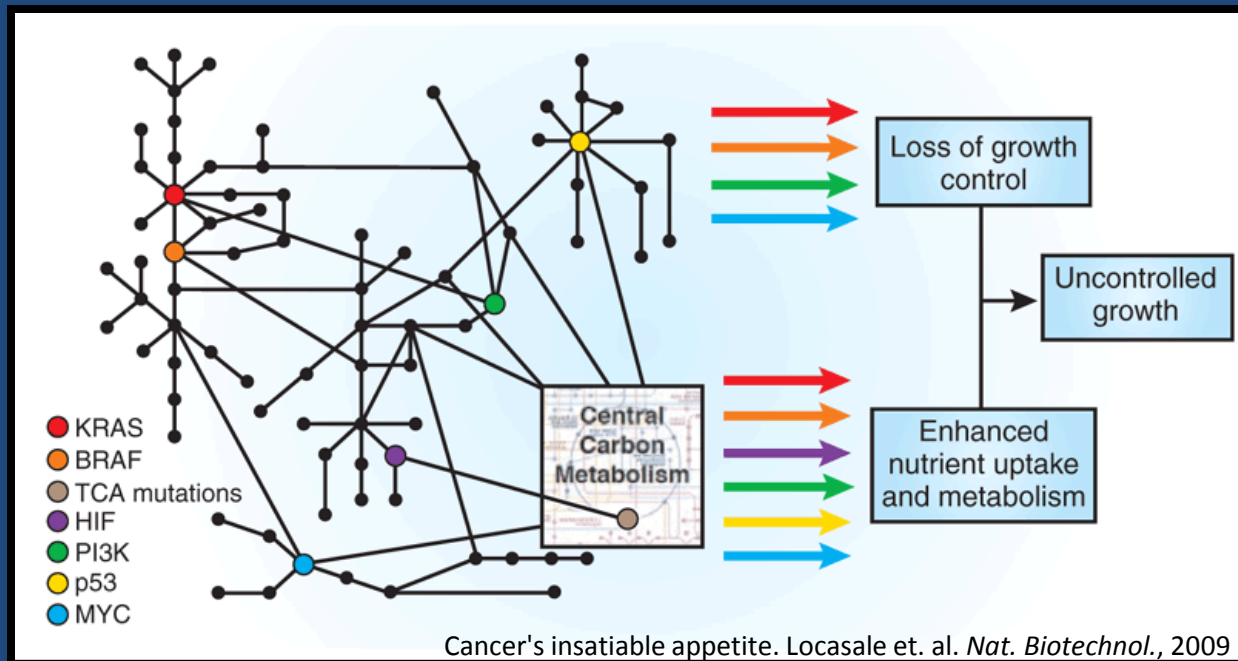 Loss of growth
control
Uncontrolled
growth
Central
Carbon
Metabolism
Enhanced
nutrient uptake
and metabolism
KRAS
BRAF
TCA mutations
HIF
PI3K
p53
MYC
Cancer's insatiable appetite. Locasale et. al. Nat. Biotechnol., 2009